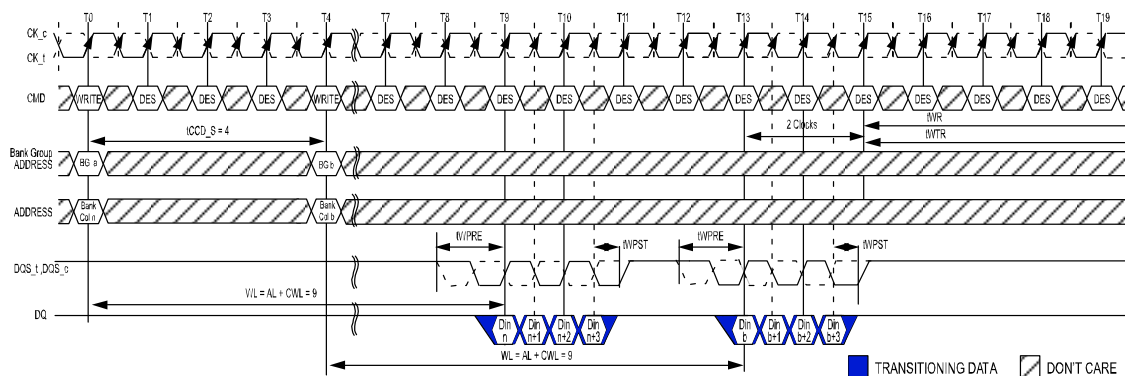 T0 T1 T2 T3 T4 T7 T8 T9 T10 T11 T12 T13 T14 T15 T16 T17 T18 T19
CK_c
CK_t
CMD WRITE DES DES DES WRITE DES DES DES DES DES DES DES DES DES DES DES DES DES
tCCD_S = 4 2 Clocks tWR
tWTR
Bank Group
ADDRESS BG a BG b
ADDRESS Bank Col n Bank Col b
tWPRE tWPST tWPRE tWPST
DQS_t ,DQS_c
WL = AL + CWL = 9
DQ Din n Din n+1 Din n+2 Din n+3 Din b Din b+1 Din b+2 Din b+3
WL = AL + CWL = 9
TRANSITIONING DATA DON'T CARE